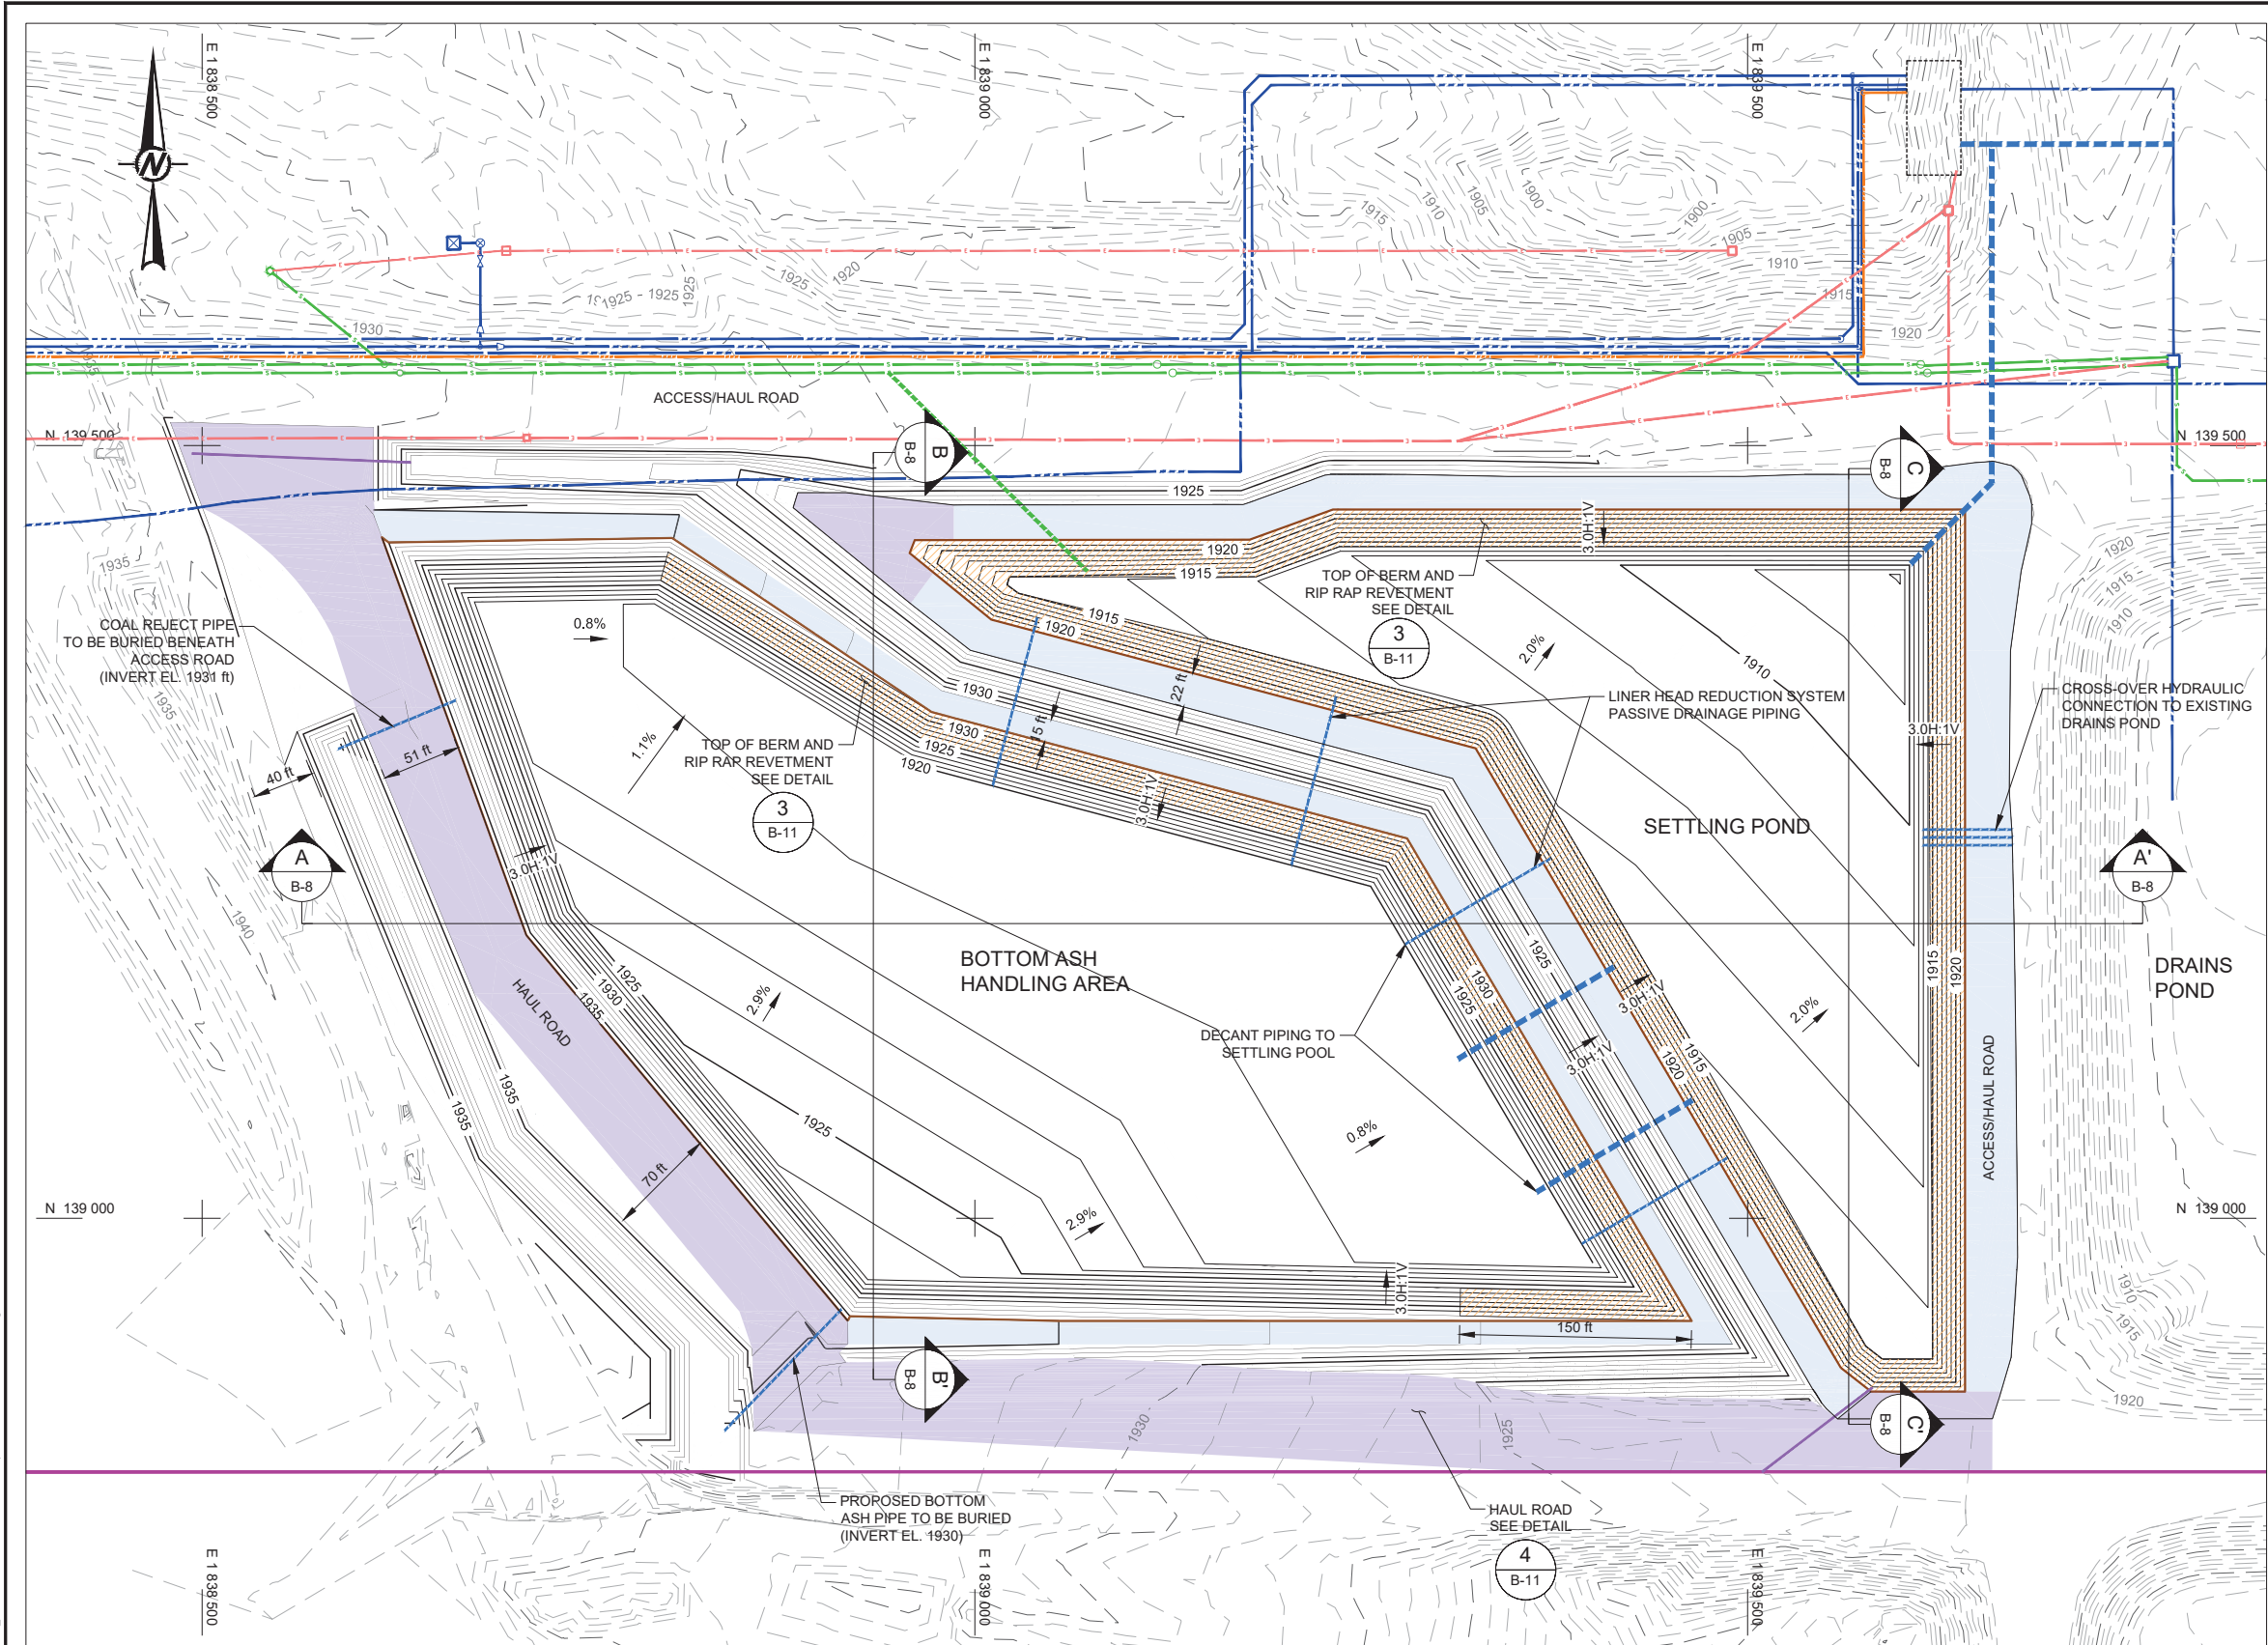 E 1 838 500
E 1 839 000
E 1 839 500
N
1915
1910
1905
1900
1900
1905
1910
1915
1920
1925
1920
1925 - 1925
1925
1930
1935
ACCESS/HAUL ROAD
N 139 500
N 139 500
B
B-8
C
B-8
1925
3.0H:1V
1920
1915
1920
1915
1910
1935
TOP OF BERM AND
RIP RAP REVETMENT
SEE DETAIL
3
B-11
COAL REJECT PIPE
TO BE BURIED BENEATH
ACCESS ROAD
(INVERT EL. 1931 ft)
0.8%
1915
1920
2.0%
1910
1935
1930
22 ft
LINER HEAD REDUCTION SYSTEM
PASSIVE DRAINAGE PIPING
CROSS-OVER HYDRAULIC
CONNECTION TO EXISTING
DRAINS POND
3.0H:1V
15 ft
1930
1925
1920
1.1%
TOP OF BERM AND
RIP RAP REVETMENT
SEE DETAIL
3
B-11
40 ft
51 ft
3.0H:1V
SETTLING POND
A
B-8
3.0H:1V
A'
B-8
1940
BOTTOM ASH
HANDLING AREA
1925
1930
1935
1925
1930
1925
1915
1920
DRAINS
POND
HAUL ROAD
2.9%
3.0H:1V
2.0%
DECANT PIPING TO
SETTLING POOL
3.0H:1V
1915
1920
ACCESS/HAUL ROAD
1935
1935
1925
0.8%
70 ft
N 139 000
N 139 000
2.9%
3.0H:1V
150 ft
1910
1915
B'
B-8
C'
B-8
1920
1930
1925
PROPOSED BOTTOM
ASH PIPE TO BE BURIED
(INVERT EL. 1930)
HAUL ROAD
SEE DETAIL
4
B-11
E 1 838 500
E 1 839 000
E 1 839 500